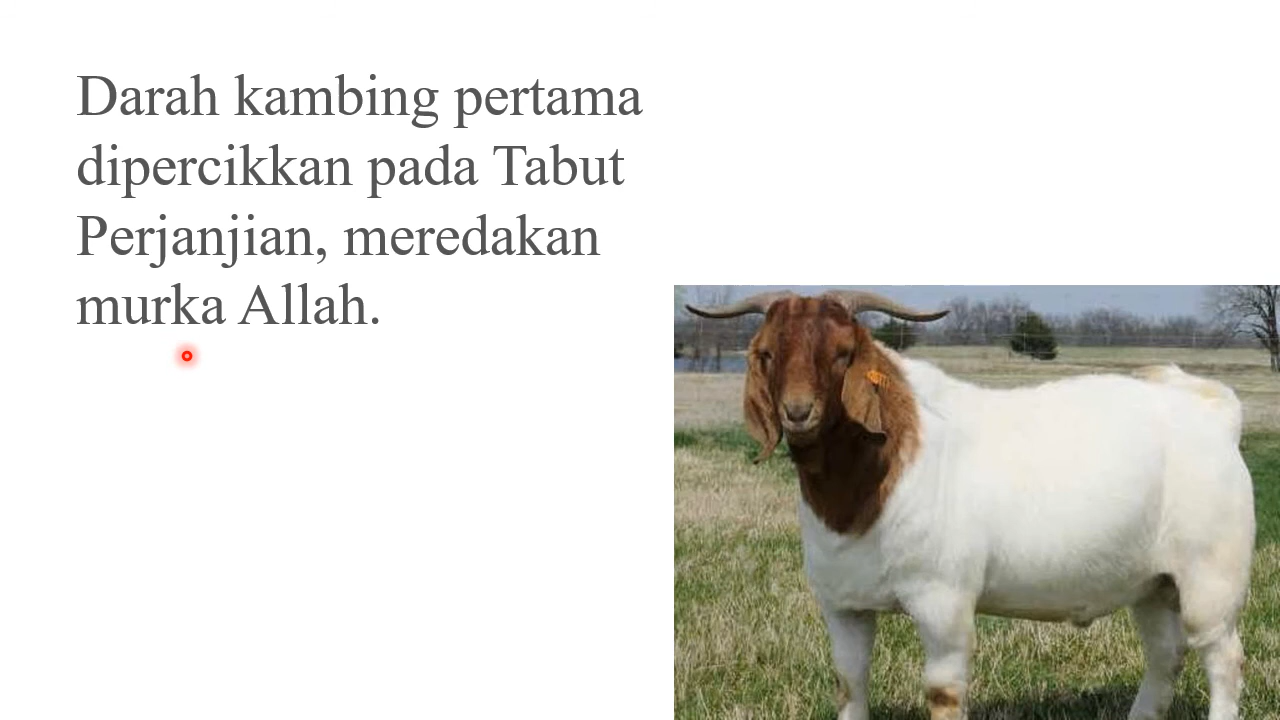 Darah kambing pertama
dipercikkan pada Tabut
Perjanjian, meredakan
murka Allah.